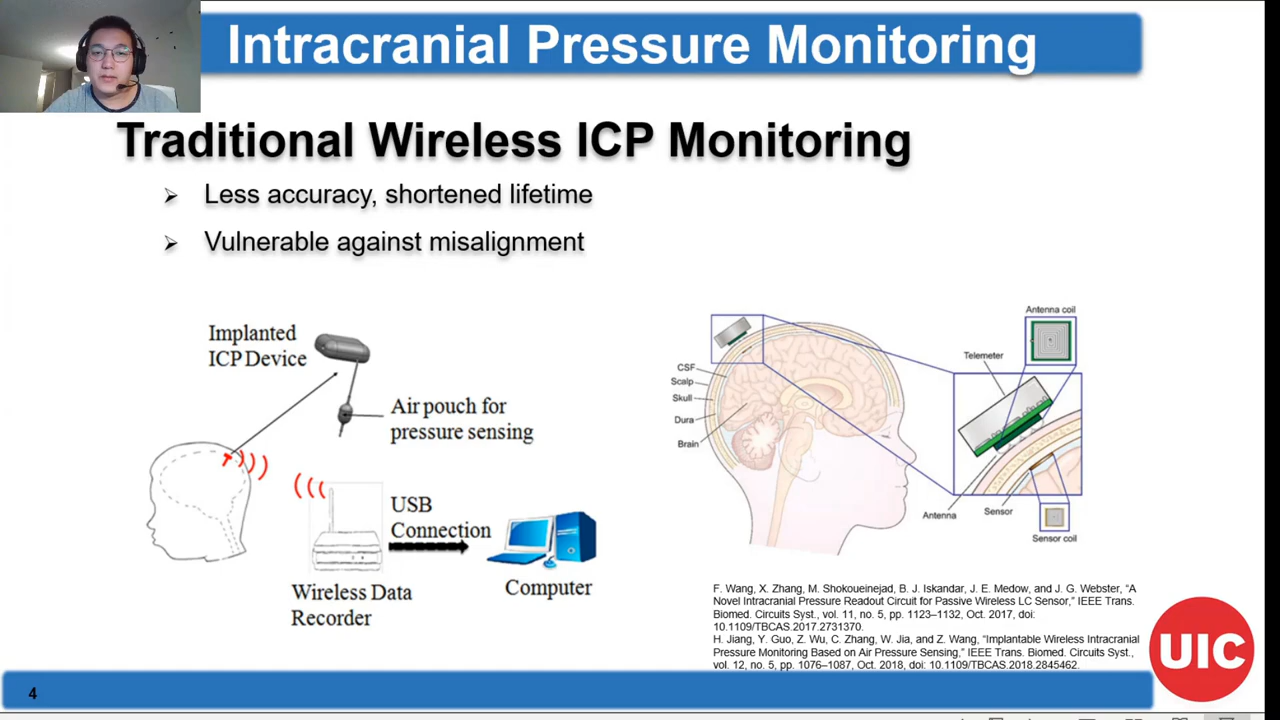 Intracranial Pressure Monitoring
Traditional Wireless ICP Monitoring
Less accuracy, shortened lifetime
Vulnerable against misalignment
Implanted
ICP Device
Air pouch for
pressure sensing
USB
Connection
Wireless Data
Recorder
Computer
Antenna coil
Telemeter
CSF
Scalp
Skull
Dura
Brain
Antenna
Sensor
Sensor coil
F. Wang, X. Zhang, M. Shokoueinejad, B. J. Iskandar, J. E. Medow, and J. G. Webster, “A
Novel Intracranial Pressure Readout Circuit for Passive Wireless LC Sensor,” IEEE Trans.
Biomed. Circuits Syst., vol. 11, no. 5, pp. 1123–1132, Oct. 2017, doi:
10.1109/TBCAS.2017.2731370.
H. Jiang, Y. Guo, Z. Wu, C. Zhang, W. Jia, and Z. Wang, “Implantable Wireless Intracranial
Pressure Monitoring Based on Air Pressure Sensing,” IEEE Trans. Biomed. Circuits Syst.,
vol. 12, no. 5, pp. 1076–1087, Oct. 2018, doi: 10.1109/TBCAS.2018.2845462.
UIC
4